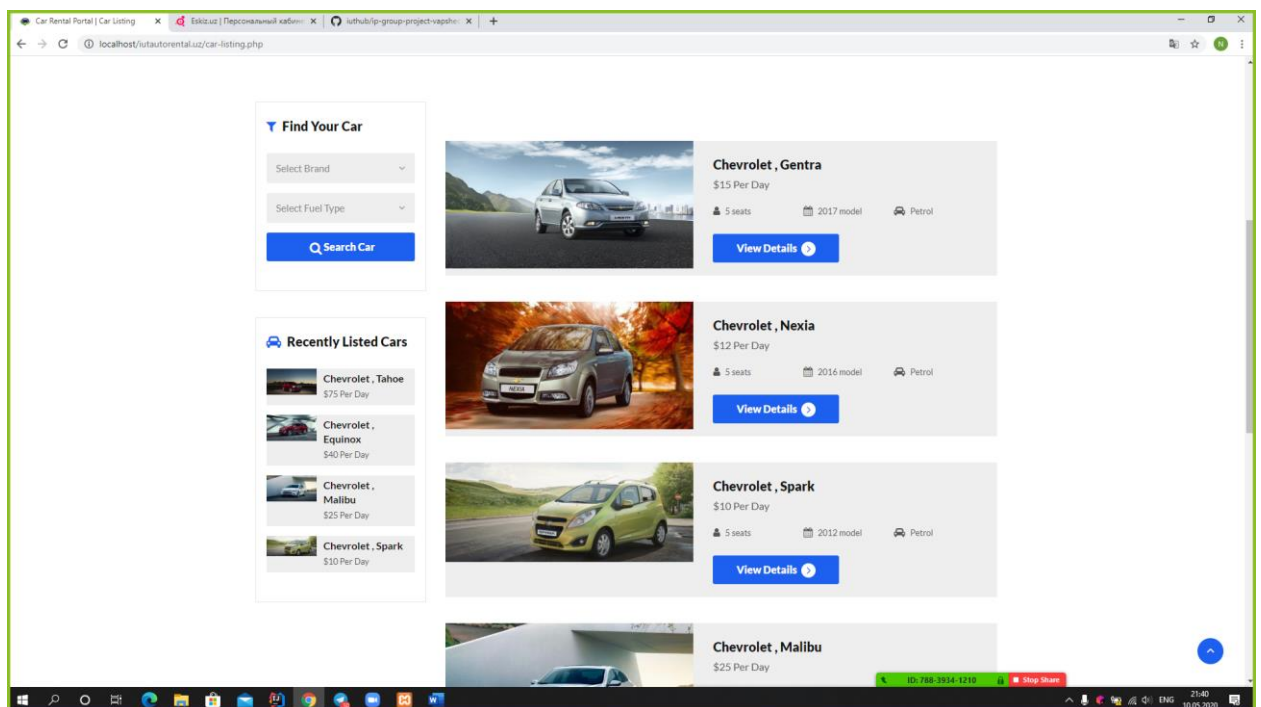 Car Rental Portal | Car Listing
Eskiz.uz | Персональный кабинет
iuthub/ip-group-project-vapshe
localhost/iutautorental.uz/car-listing.php
N
Find Your Car
Select Brand
Select Fuel Type
Search Car
Recently Listed Cars
Chevrolet , Tahoe
$75 Per Day
Chevrolet ,
Equinox
$40 Per Day
Chevrolet ,
Malibu
$25 Per Day
Chevrolet , Spark
$10 Per Day
Chevrolet , Gentra
$15 Per Day
5 seats 2017 model Petrol
View Details
NEXIA
Chevrolet , Nexia
$12 Per Day
5 seats 2016 model Petrol
View Details
Chevrolet , Spark
$10 Per Day
5 seats 2012 model Petrol
View Details
Chevrolet , Malibu
$25 Per Day
ID: 788-3934-1210 Stop Share
ENG 21:40
10.05.2020